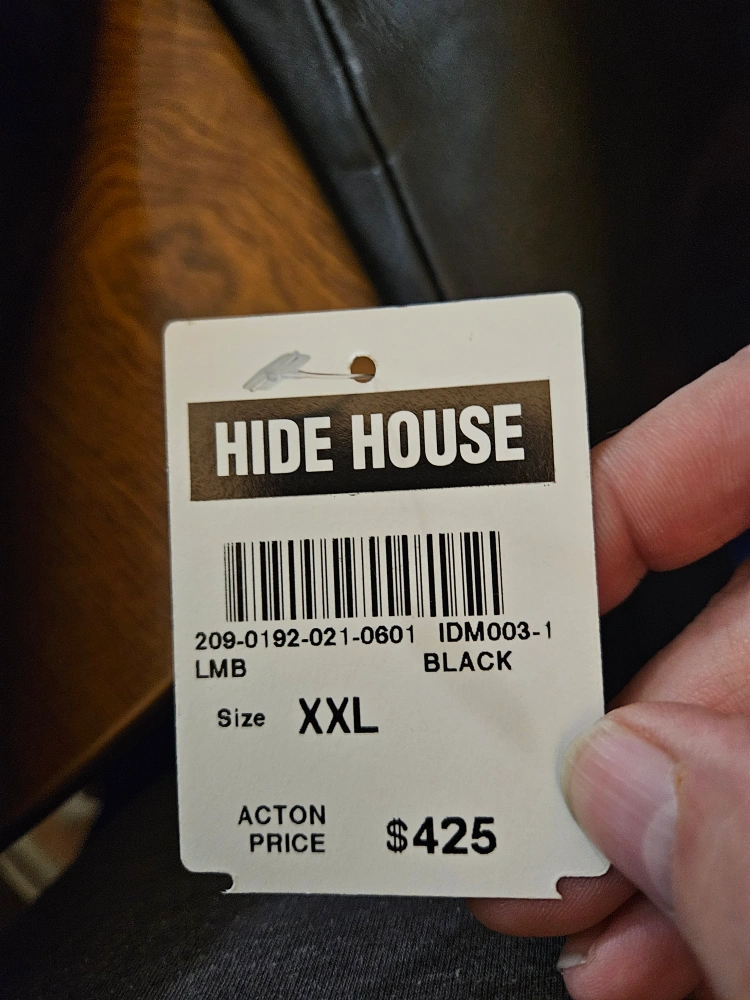 HIDE HOUSE
209-0192-021-0601 IDM003-1
LMB BLACK
Size XXL
ACTON
PRICE $425